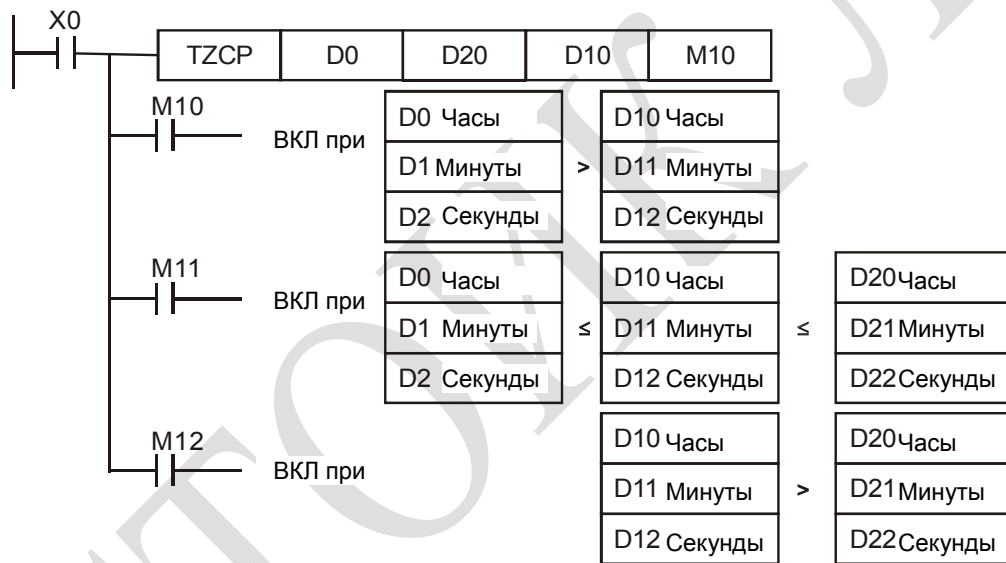 X0
TZCP D0 D20 D10 M10
M10
ВКЛ при
D0 Часы D10 Часы
D1 Минуты > D11 Минуты
D2 Секунды D12 Секунды
M11
ВКЛ при
D0 Часы D10 Часы D20 Часы
D1 Минуты ≤ D11 Минуты ≤ D21 Минуты
D2 Секунды D12 Секунды D22 Секунды
M12
ВКЛ при
D10 Часы D20 Часы
D11 Минуты > D21 Минуты
D12 Секунды D22 Секунды